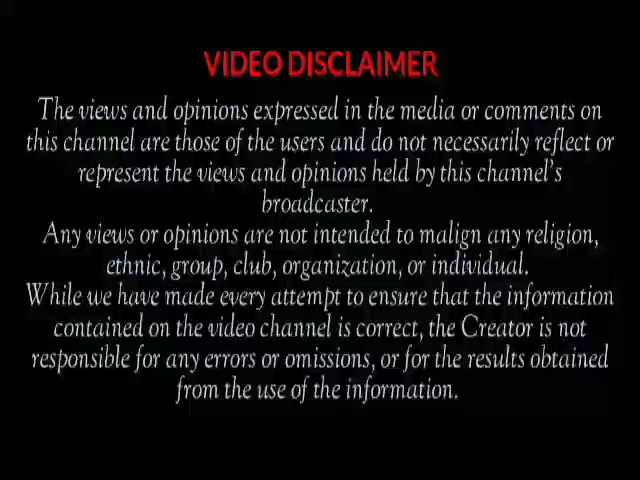 VIDEO DISCLAIMER
The views and opinions expressed in the media or comments on
this channel are those of the users and do not necessarily reflect or
represent the views and opinions held by this channel's
broadcaster.
Any views or opinions are not intended to malign any religion,
ethnic, group, club, organization, or individual.
While we have made every attempt to ensure that the information
contained on the video channel is correct, the Creator is not
responsible for any errors or omissions, or for the results obtained
from the use of the information.